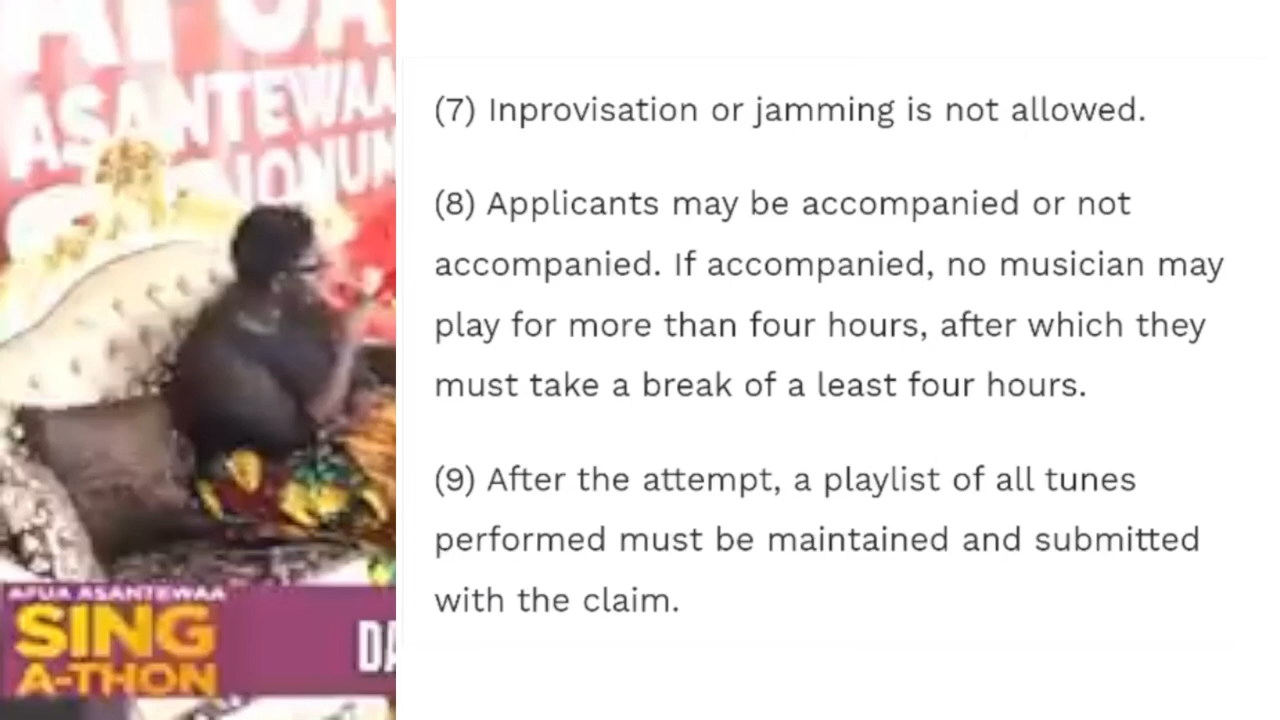 AFUA
ASANTEWAA
AFUA ASANTEWAA
SING
A-THON
(7) Inprovisation or jamming is not allowed.
(8) Applicants may be accompanied or not
accompanied. If accompanied, no musician may
play for more than four hours, after which they
must take a break of a least four hours.
(9) After the attempt, a playlist of all tunes
performed must be maintained and submitted
with the claim.